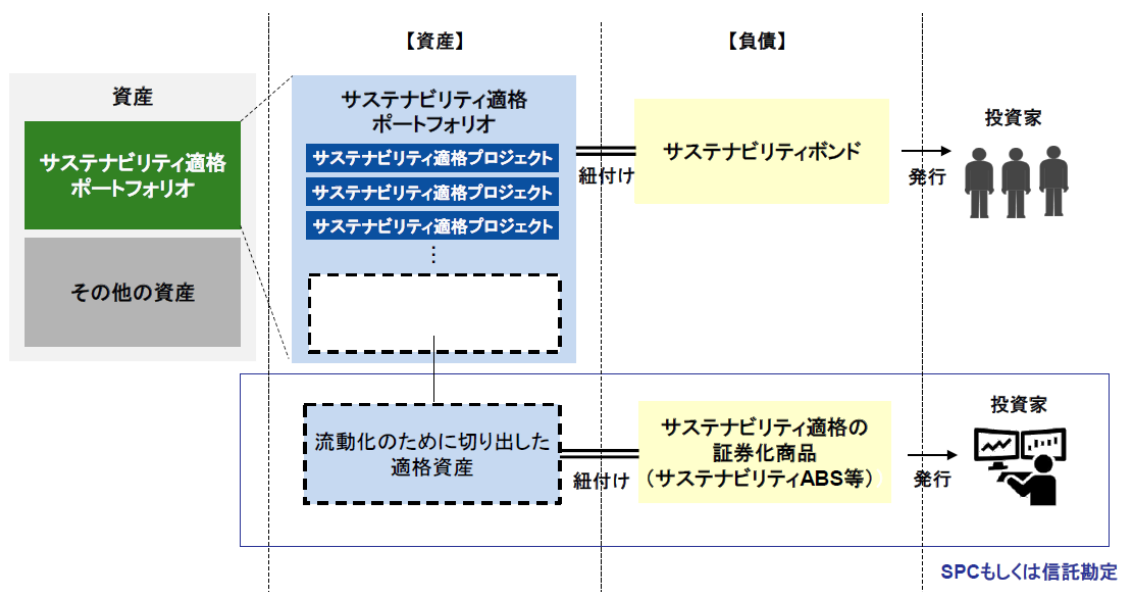 【資産】
【負債】
資産
サステナビリティ適格
ポートフォリオ
その他の資産
サステナビリティ適格
ポートフォリオ
サステナビリティ適格プロジェクト
サステナビリティ適格プロジェクト
サステナビリティ適格プロジェクト
⋮
紐付け
サステナビリティボンド
発行
投資家
流動化のために切り出した
適格資産
紐付け
サステナビリティ適格の
証券化商品
（サステナビリティABS等）
発行
投資家
SPCもしくは信託勘定